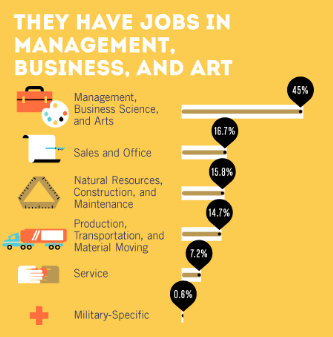 THEY HAVE JOBS IN
MANAGEMENT,
BUSINESS, AND ART
Management,
Business Science,
and Arts
45%
Sales and Office
16.7%
Natural Resources,
Construction, and
Maintenance
15.8%
Production,
Transportation, and
Material Moving
14.7%
Service
7.2%
Military-Specific
0.6%